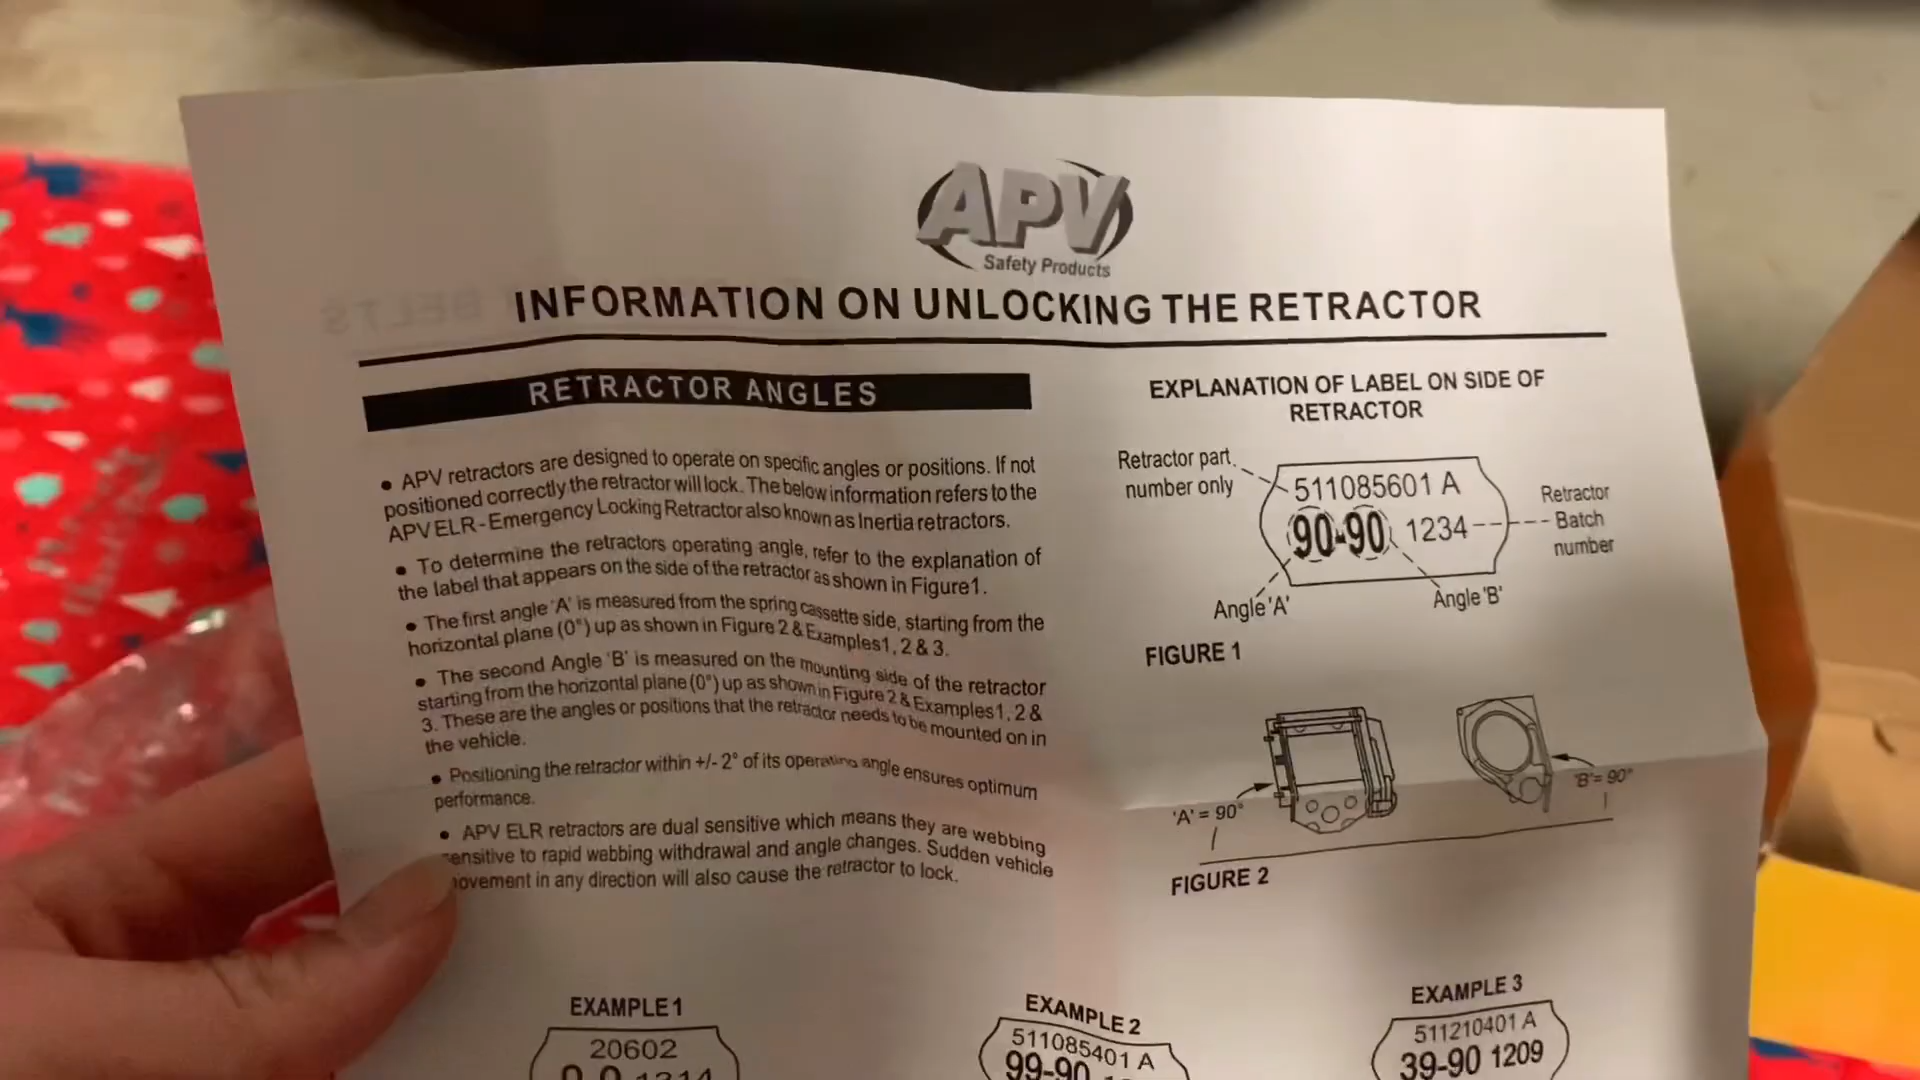 APV
Safety Products
INFORMATION ON UNLOCKING THE RETRACTOR
RETRACTOR ANGLES
• APV retractors are designed to operate on specific angles or positions. If not
positioned correctly the retractor will lock. The below information refers to the
APV ELR - Emergency Locking Retractor also known as Inertia retractors.
• To determine the retractors operating angle, refer to the explanation of
the label that appears on the side of the retractor as shown in Figure1.
• The first angle 'A' is measured from the spring cassette side, starting from the
horizontal plane (0°) up as shown in Figure 2 & Examples1, 2 & 3.
• The second Angle 'B' is measured on the mounting side of the retractor
starting from the horizontal plane (0°) up as shown in Figure 2 & Examples1, 2 &
3. These are the angles or positions that the retractor needs to be mounted on in
the vehicle.
• Positioning the retractor within +/- 2° of its operating angle ensures optimum
performance.
• APV ELR retractors are dual sensitive which means they are webbing
ensitive to rapid webbing withdrawal and angle changes. Sudden vehicle
ovement in any direction will also cause the retractor to lock.
EXPLANATION OF LABEL ON SIDE OF
RETRACTOR
Retractor part
number only
511085601 A
90-90 1234
Retractor
Batch
number
Angle 'A'
Angle 'B'
FIGURE 1
'A' = 90°
'B'= 90°
FIGURE 2
EXAMPLE 1
20602
EXAMPLE 2
511085401 A
99-90
EXAMPLE 3
511210401 A
39-90 1209